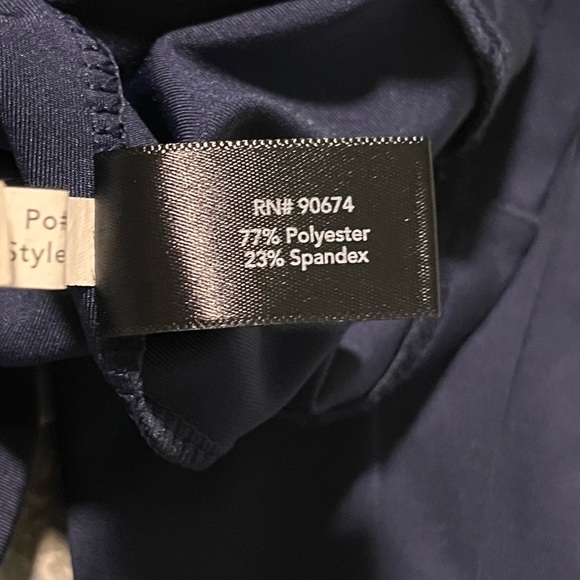 RN# 90674
77% Polyester
23% Spandex
Po#
Style